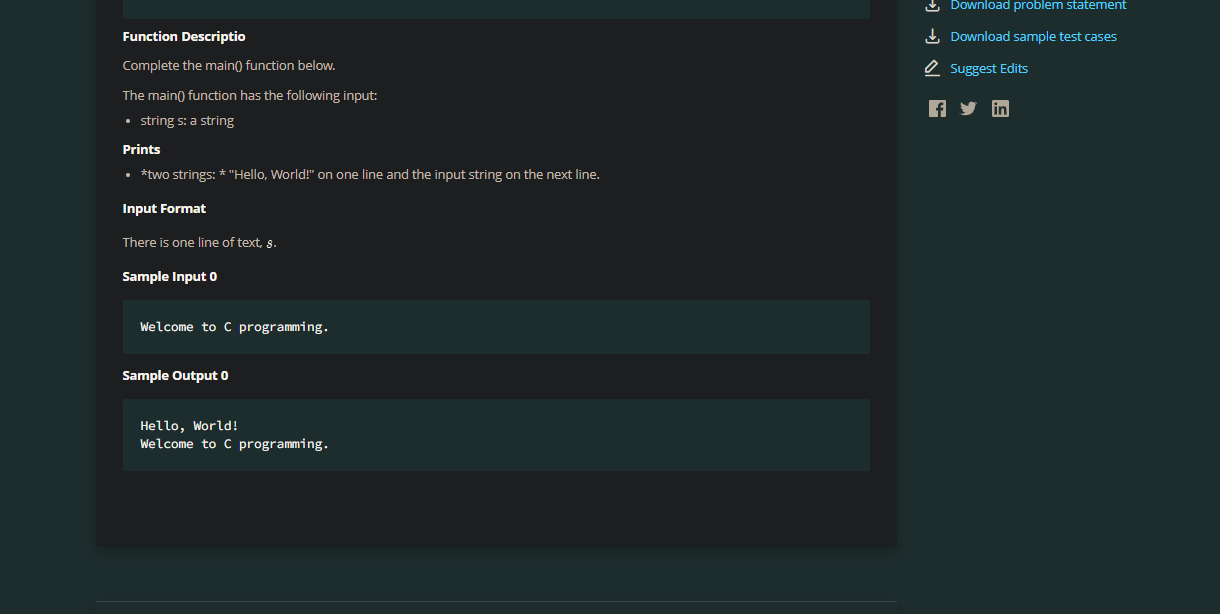 Function Descriptio
Complete the main() function below.
The main() function has the following input:
• string s: a string
Prints
• *two strings: * "Hello, World!" on one line and the input string on the next line.
Input Format
There is one line of text, s.
Sample Input 0
Welcome to C programming.
Sample Output 0
Hello, World!
Welcome to C programming.
Download problem statement
Download sample test cases
Suggest Edits